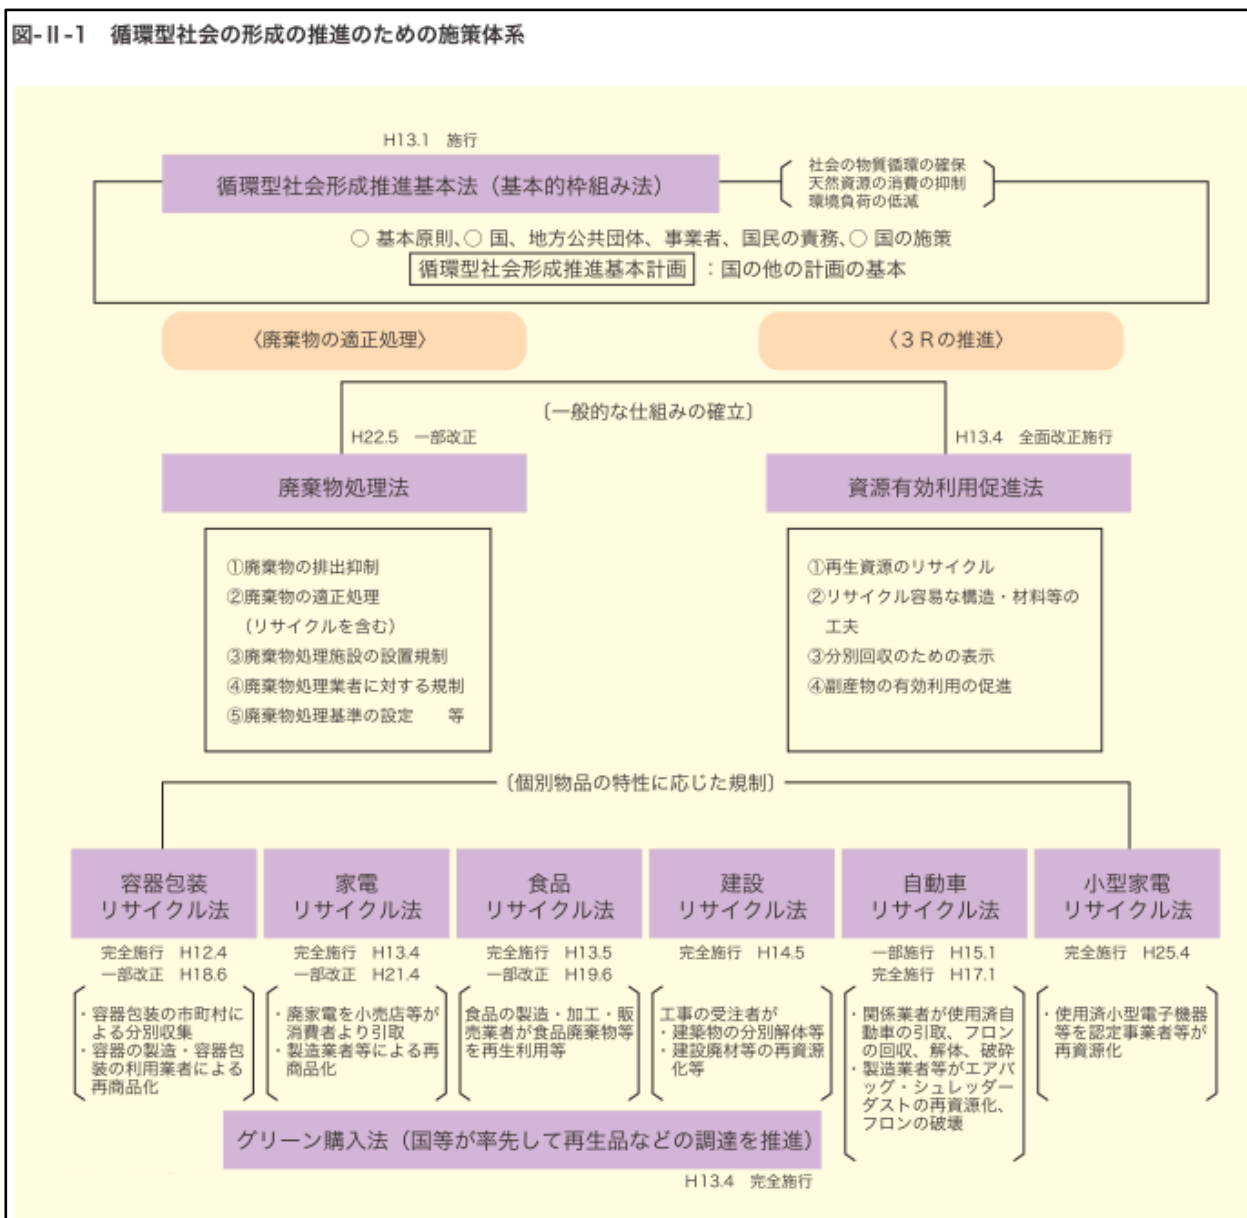 図-Ⅱ-1 循環型社会の形成の推進のための施策体系
H13.1 施行
循環型社会形成推進基本法（基本的枠組み法）
社会の物質循環の確保
天然資源の消費の抑制
環境負荷の低減
○ 基本原則、○ 国、地方公共団体、事業者、国民の責務、○ 国の施策
循環型社会形成推進基本計画 ：国の他の計画の基本
〈廃棄物の適正処理〉
〈３Ｒの推進〉
〔一般的な仕組みの確立〕
H22.5 一部改正
H13.4 全面改正施行
廃棄物処理法
資源有効利用促進法
①廃棄物の排出抑制
②廃棄物の適正処理
（リサイクルを含む）
③廃棄物処理施設の設置規制
④廃棄物処理業者に対する規制
⑤廃棄物処理基準の設定 等
①再生資源のリサイクル
②リサイクル容易な構造・材料等の
工夫
③分別回収のための表示
④副産物の有効利用の促進
〔個別物品の特性に応じた規制〕
容器包装
リサイクル法
完全施行 H12.4
一部改正 H18.6
・容器包装の市町村に
よる分別収集
・容器の製造・容器包
装の利用業者による
再商品化
家電
リサイクル法
完全施行 H13.4
一部改正 H21.4
・廃家電を小売店等が
消費者より引取
・製造業者等による再
商品化
食品
リサイクル法
完全施行 H13.5
一部改正 H19.6
食品の製造・加工・販
売業者が食品廃棄物等
を再生利用等
建設
リサイクル法
完全施行 H14.5
工事の受注者が
・建築物の分別解体等
・建設廃材等の再資源
化等
自動車
リサイクル法
一部施行 H15.1
完全施行 H17.1
・関係業者が使用済自
動車の引取、フロン
の回収、解体、破砕
・製造業者等がエアバ
ッグ・シュレッダー
ダストの再資源化、
フロンの破壊
小型家電
リサイクル法
完全施行 H25.4
・使用済小型電子機器
等を認定事業者等が
再資源化
グリーン購入法（国等が率先して再生品などの調達を推進）
H13.4 完全施行